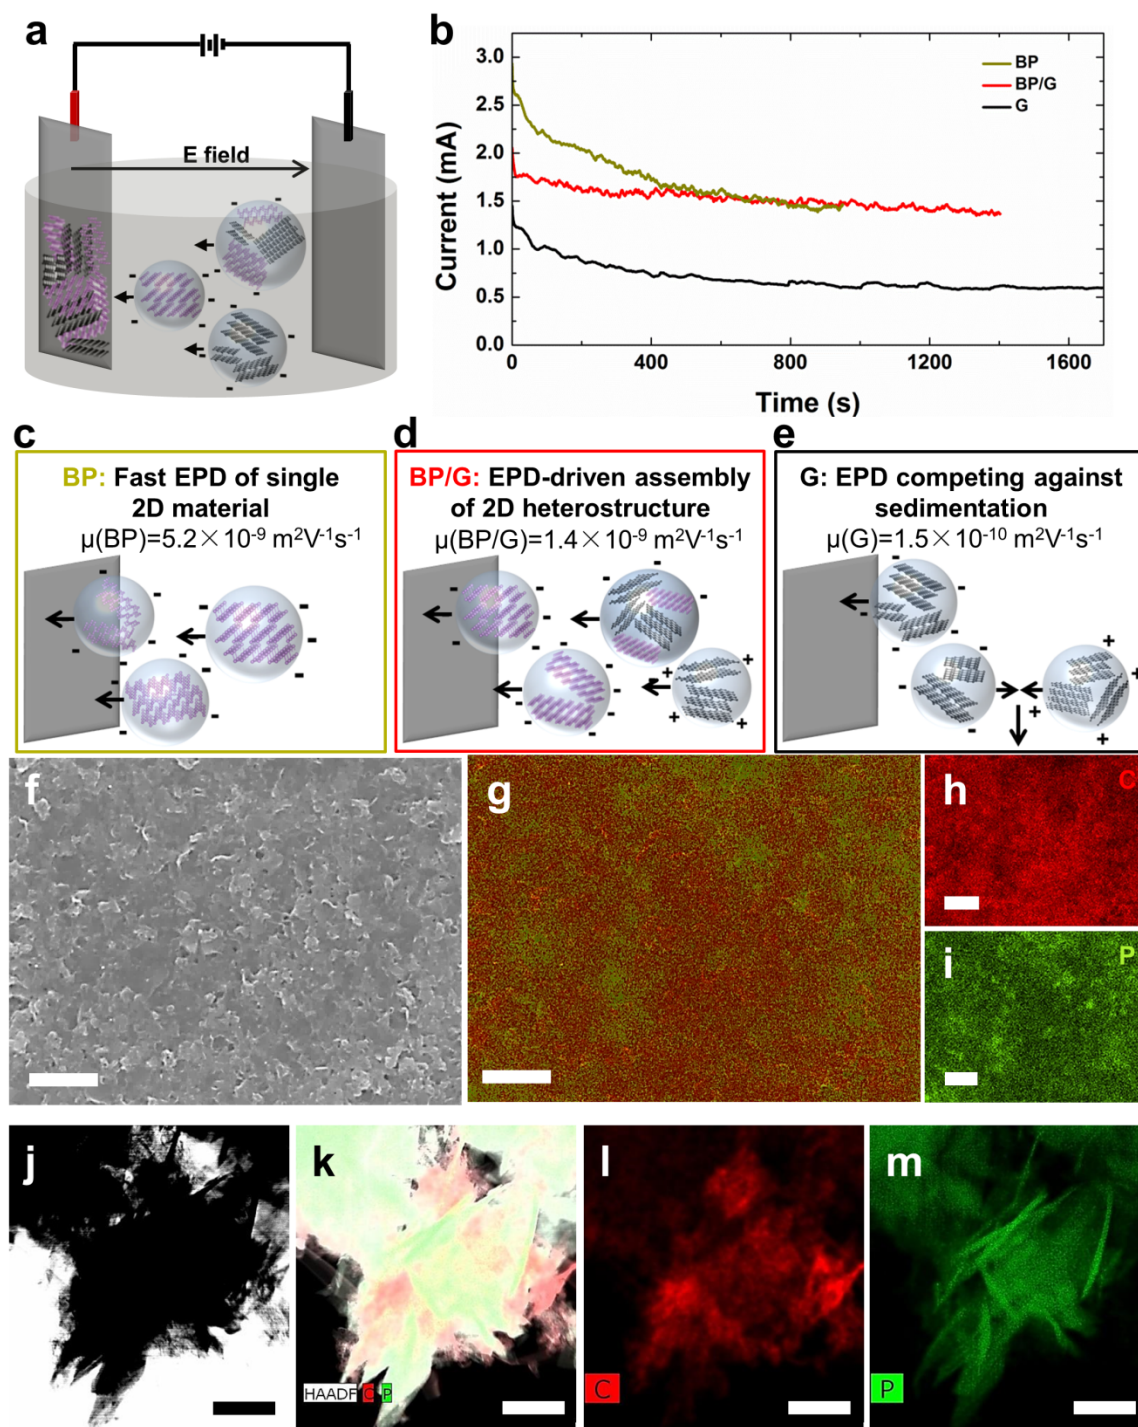 a
E field
b
Current (mA)
3.0
2.5
2.0
1.5
1.0
0.5
0.0
BP
BP/G
G
0
400
800
1200
1600
Time (s)
c
BP: Fast EPD of single
2D material
μ(BP)=5.2×10⁻⁹ m²V⁻¹s⁻¹
- - - - - - - - - - -
d
BP/G: EPD-driven assembly
of 2D heterostructure
μ(BP/G)=1.4×10⁻⁹ m²V⁻¹s⁻¹
e
G: EPD competing against
sedimentation
μ(G)=1.5×10⁻¹⁰ m²V⁻¹s⁻¹
f
g
h
C
i
P
j
k
HAADF C P
l
C
m
P